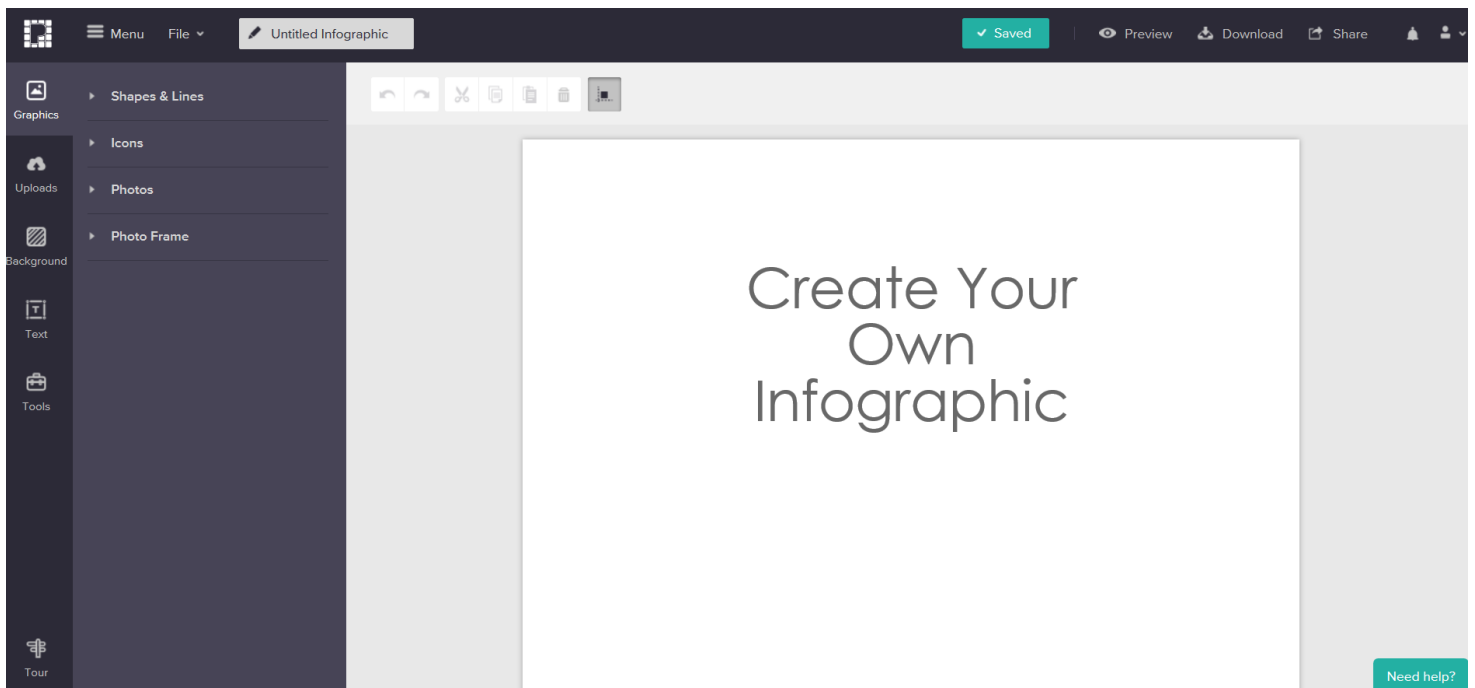 Menu
File
Untitled Infographic
Saved
Preview
Download
Share
Graphics
Uploads
Background
Text
Tools
Tour
Shapes & Lines
Icons
Photos
Photo Frame
Create Your
Own
Infographic
Need help?